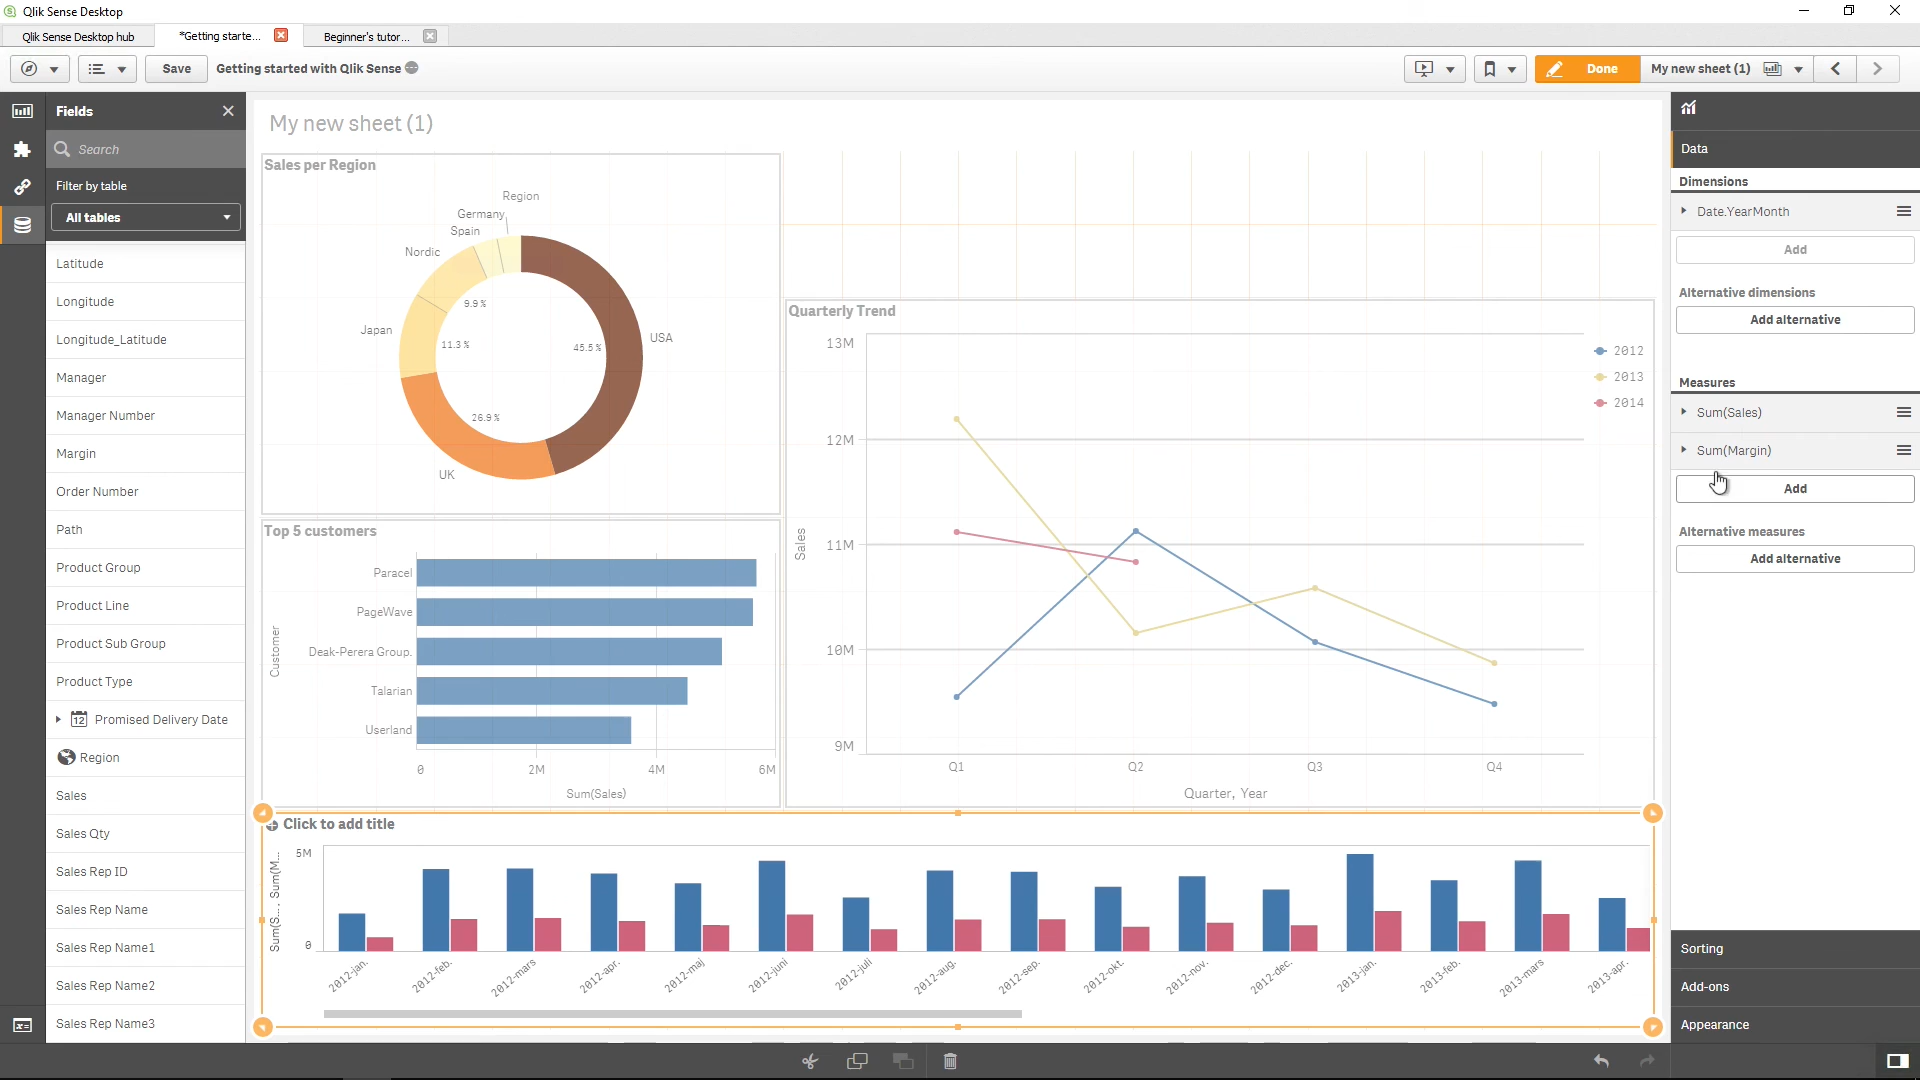 Qlik Sense Desktop
Qlik Sense Desktop hub
*Getting starte...
Beginner's tutor...
Save
Getting started with Qlik Sense
Done
My new sheet (1)
Fields
Search
Filter by table
All tables
Latitude
Longitude
Longitude_Latitude
Manager
Manager Number
Margin
Order Number
Path
Product Group
Product Line
Product Sub Group
Product Type
12 Promised Delivery Date
Region
Sales
Sales Qty
Sales Rep ID
Sales Rep Name
Sales Rep Name1
Sales Rep Name2
Sales Rep Name3
My new sheet (1)
Sales per Region
Region
Germany
Spain
Nordic
Japan
UK
USA
9.9 %
11.3 %
45.5 %
26.9 %
Top 5 customers
Customer
Paracel
PageWave
Deak-Perera Group.
Talarian
Userland
0 2M 4M 6M
Sum(Sales)
Quarterly Trend
Sales
13M
12M
11M
10M
9M
2012
2013
2014
Q1 Q2 Q3 Q4
Quarter, Year
Click to add title
Sum(S..., Sum(M...
5M
0
2012-jan. 2012-feb. 2012-mars 2012-apr. 2012-maj 2012-juni 2012-juli 2012-aug. 2012-sep. 2012-okt. 2012-nov. 2012-dec. 2013-jan. 2013-feb. 2013-mars 2013-apr.
Data
Dimensions
Date.YearMonth
Add
Alternative dimensions
Add alternative
Measures
Sum(Sales)
Sum(Margin)
Add
Alternative measures
Add alternative
Sorting
Add-ons
Appearance